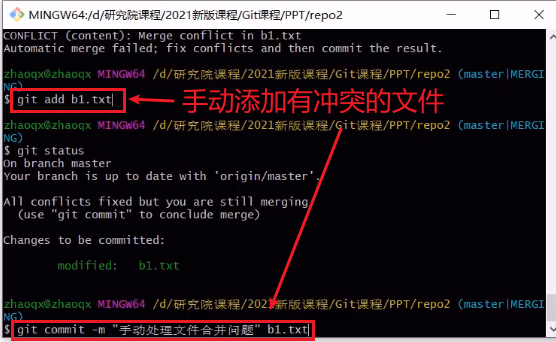 MINGW64:/d/研究院课程/2021新版课程/Git课程/PPT/repo2
CONFLICT (content): Merge conflict in b1.txt
Automatic merge failed; fix conflicts and then commit the result.
zhaoqx@zhaoqx MINGW64 /d/研究院课程/2021新版课程/Git课程/PPT/repo2 (master|MERGI
NG)
$ git add b1.txt
手动添加有冲突的文件
zhaoqx@zhaoqx MINGW64 /d/研究院课程/2021新版课程/Git课程/PPT/repo2 (master|MERGI
NG)
$ git status
On branch master
Your branch is up to date with 'origin/master'.
All conflicts fixed but you are still merging.
(use "git commit" to conclude merge)
Changes to be committed:
modified: b1.txt
zhaoqx@zhaoqx MINGW64 /d/研究院课程/2021新版课程/Git课程/PPT/repo2 (master|MERGI
NG)
$ git commit -m "手动处理文件合并问题" b1.txt